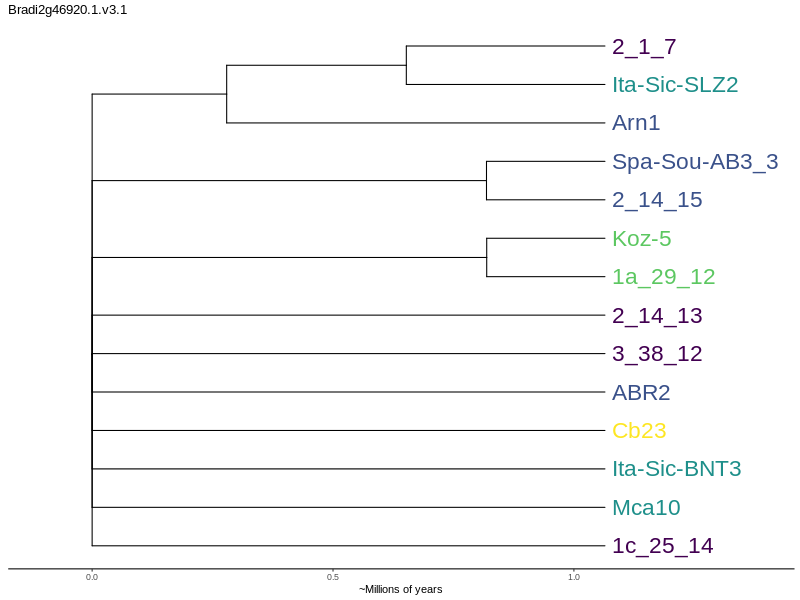 Bradi2g46920.1.v3.1
2_1_7
Ita-Sic-SLZ2
Arn1
Spa-Sou-AB3_3
2_14_15
Koz-5
1a_29_12
2_14_13
3_38_12
ABR2
Cb23
Ita-Sic-BNT3
Mca10
1c_25_14
0.0 0.5 1.0
~Millions of years